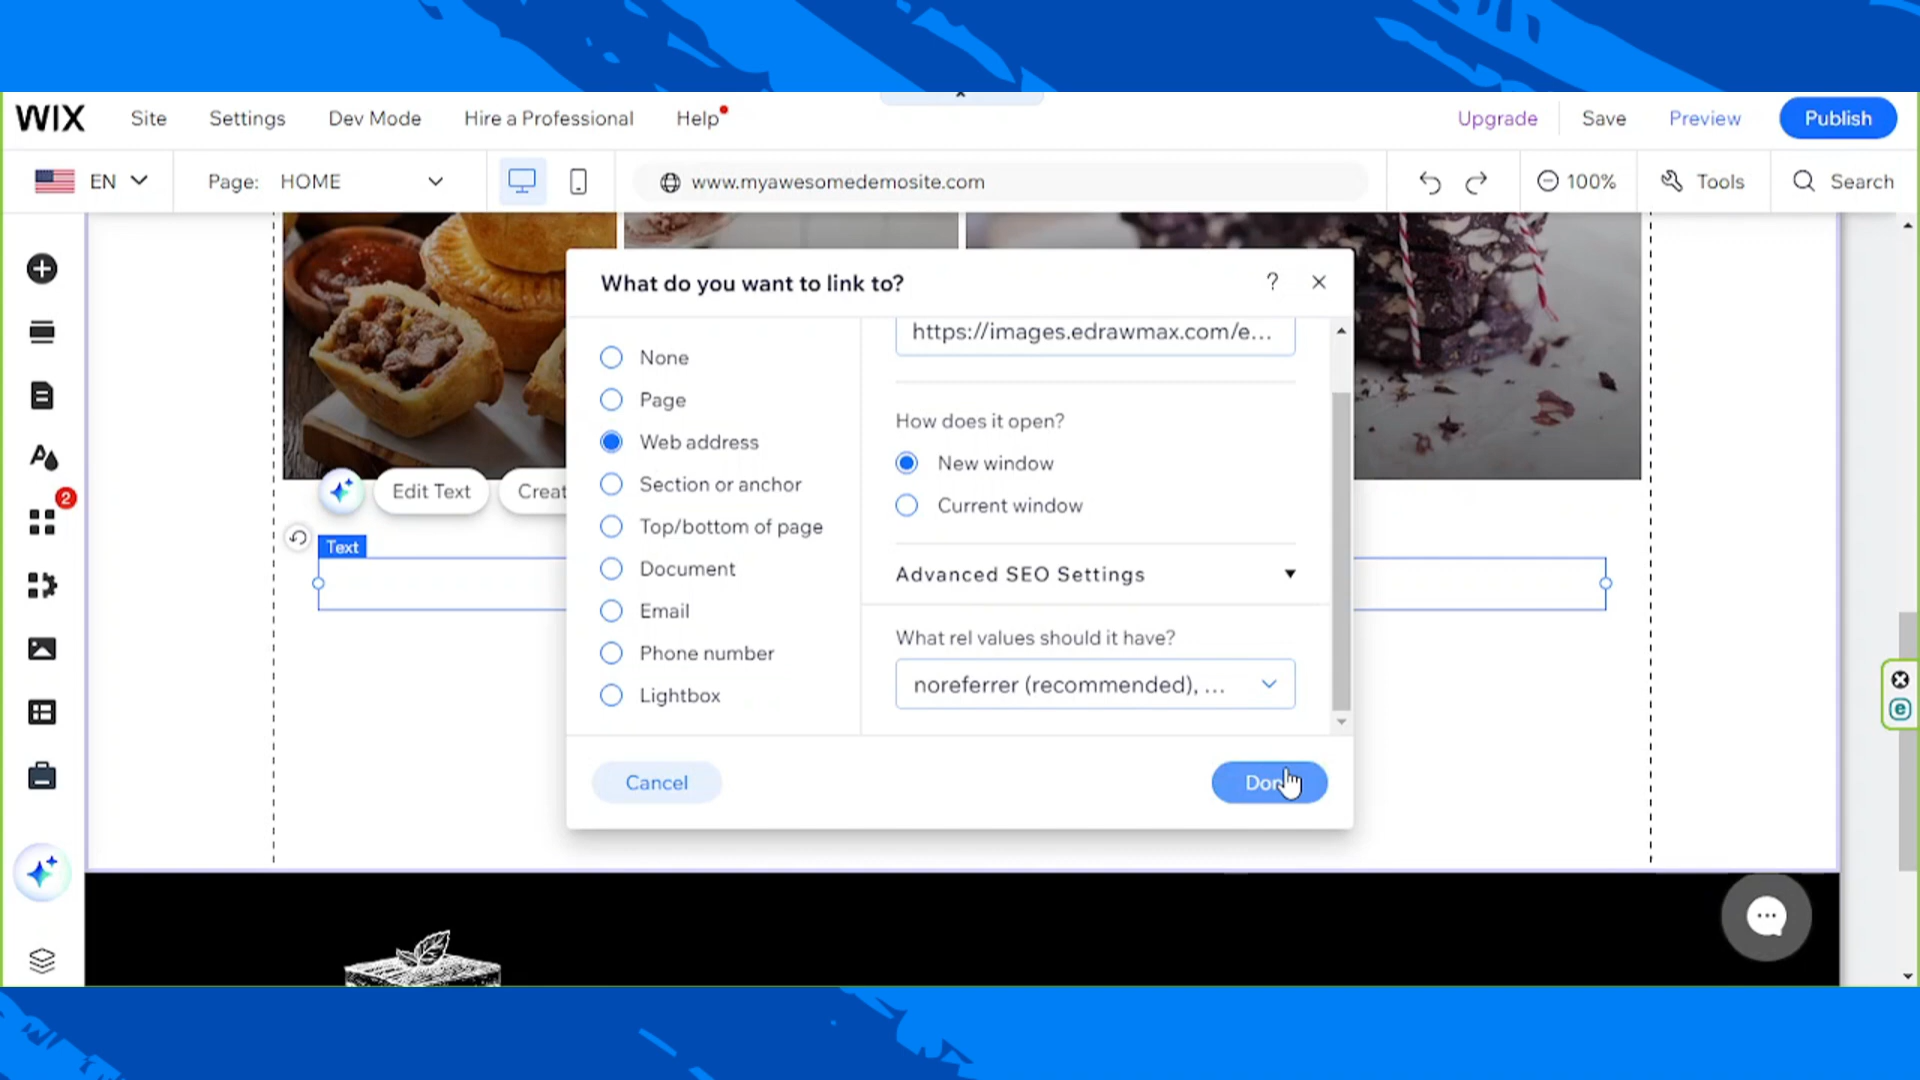 WIX Site Settings Dev Mode Hire a Professional Help Upgrade Save Preview Publish
EN Page: HOME www.myawesomedemosite.com 100% Tools Search
What do you want to link to? ?
https://images.edrawmax.com/e...
None
Page
How does it open?
Web address
New window
Section or anchor
Current window
2
Edit Text
Top/bottom of page
Text
Document
Advanced SEO Settings
Email
What rel values should it have?
Phone number
noreferrer (recommended), ...
Lightbox
Cancel